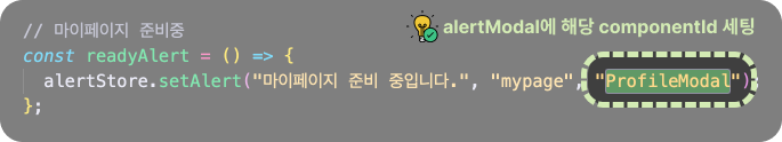 // 마이페이지 준비중
alertModal에 해당 componentId 세팅
const readyAlert = () => {
alertStore.setAlert("마이페이지 준비 중입니다.", "mypage", "ProfileModal");
};